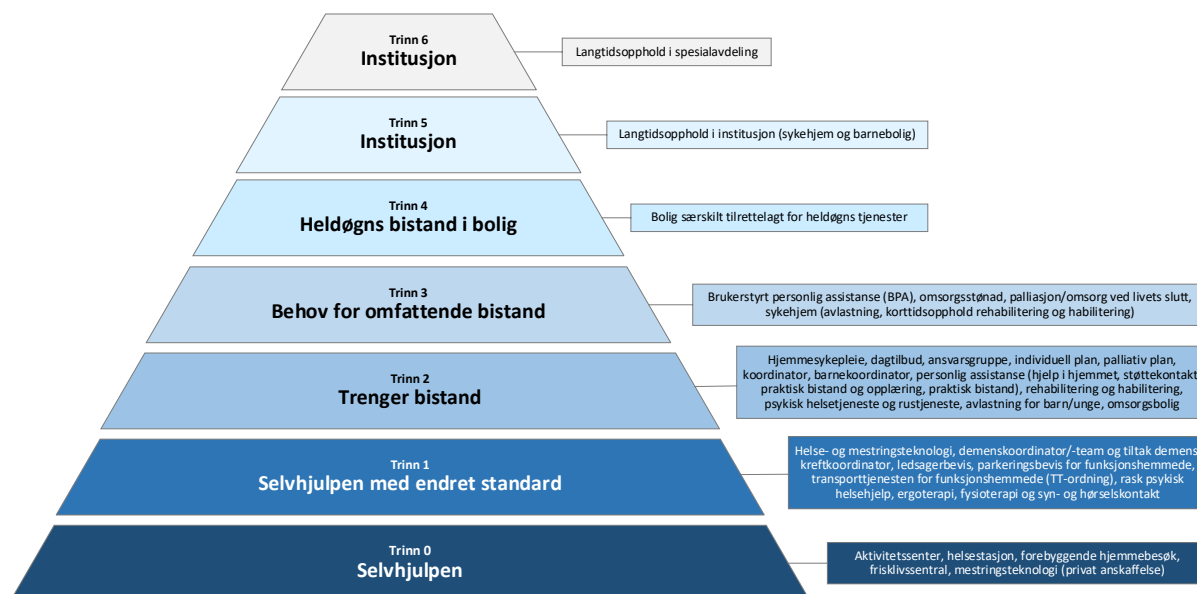 Trinn 6
Institusjon
Langtidsopphold i spesialavdeling
Trinn 5
Institusjon
Langtidsopphold i institusjon (sykehjem og barnebolig)
Trinn 4
Heldøgns bistand i bolig
Bolig særskilt tilrettelagt for heldøgns tjenester
Trinn 3
Behov for omfattende bistand
Brukerstyrt personlig assistanse (BPA), omsorgsstønad, palliasjon/omsorg ved livets slutt,
sykehjem (avlastning, korttidsopphold rehabilitering og habilitering)
Trinn 2
Trenger bistand
Hjemmesykepleie, dagtilbud, ansvarsgruppe, individuell plan, palliativ plan,
koordinator, barnekoordinator, personlig assistanse (hjelp i hjemmet, støttekontakt
praktisk bistand og opplæring, praktisk bistand), rehabilitering og habilitering,
psykisk helsetjeneste og rustjeneste, avlastning for barn/unge, omsorgsbolig
Trinn 1
Selvhjulpen med endret standard
Helse- og mestringsteknologi, demenskoordinator/-team og tiltak demens
kreftkoordinator, ledsagerbevis, parkeringsbevis for funksjonshemmede,
transporttjenesten for funksjonshemmede (TT-ordning), rask psykisk
helsehjelp, ergoterapi, fysioterapi og syn- og hørselskontakt
Trinn 0
Selvhjulpen
Aktivitetssenter, helsestasjon, forebyggende hjemmebesøk,
frisklivssentral, mestringsteknologi (privat anskaffelse)